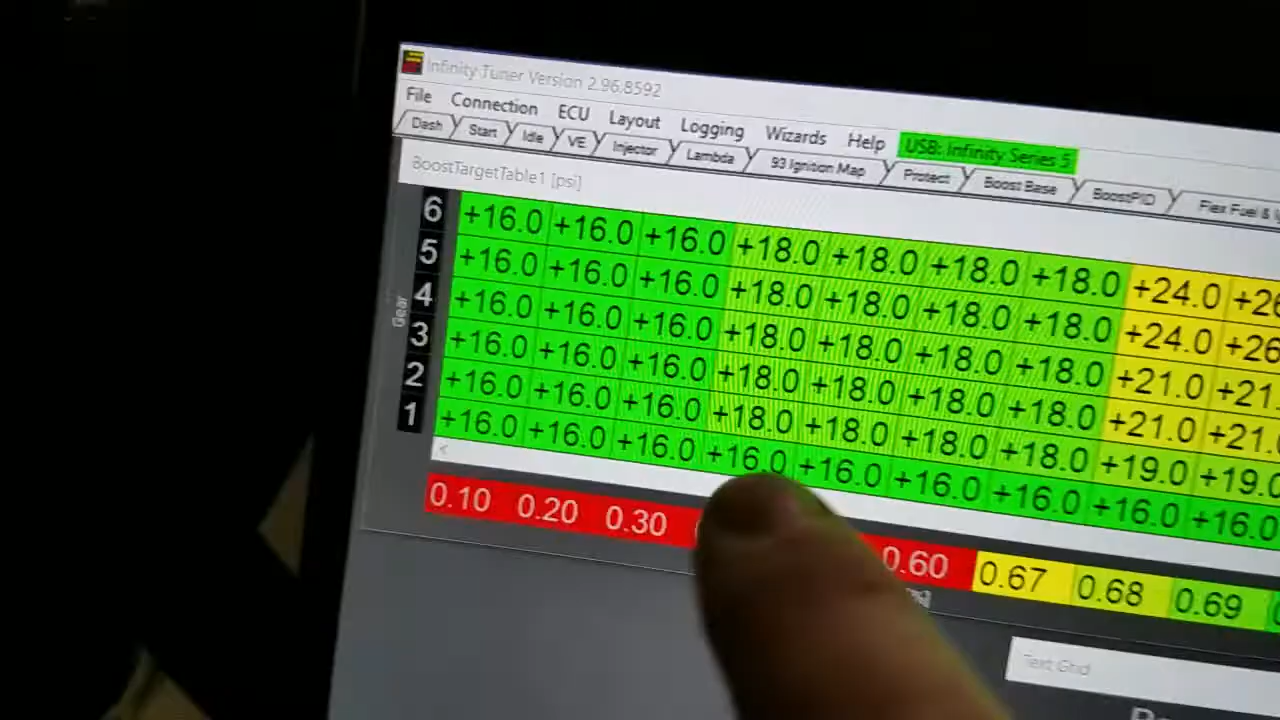 Infinity Tuner Version 2.96.8592
File Connection ECU Layout Logging Wizards Help USB: Infinity Series 5
Dash Start Idle VE Injector Lambda 93 Ignition Map Protect Boost Base BoostPID Flex Fuel &
BoostTargetTable1 [psi]
6 +16.0 +16.0 +16.0 +18.0 +18.0 +18.0 +18.0 +24.0
5 +16.0 +16.0 +16.0 +18.0 +18.0 +18.0 +18.0 +24.0 +26
4 +16.0 +16.0 +16.0 +18.0 +18.0 +18.0 +18.0 +21.0 +21.
3 +16.0 +16.0 +16.0 +18.0 +18.0 +18.0 +18.0 +21.0 +21.
2 +16.0 +16.0 +16.0 +18.0 +18.0 +18.0 +18.0 +19.0 +19.0
1 +16.0 +16.0 +16.0 +16.0 +16.0 +16.0 +16.0 +16.0 +16.0
Gear
<
0.10 0.20 0.30 0.60 0.67 0.68 0.69
Text Grid